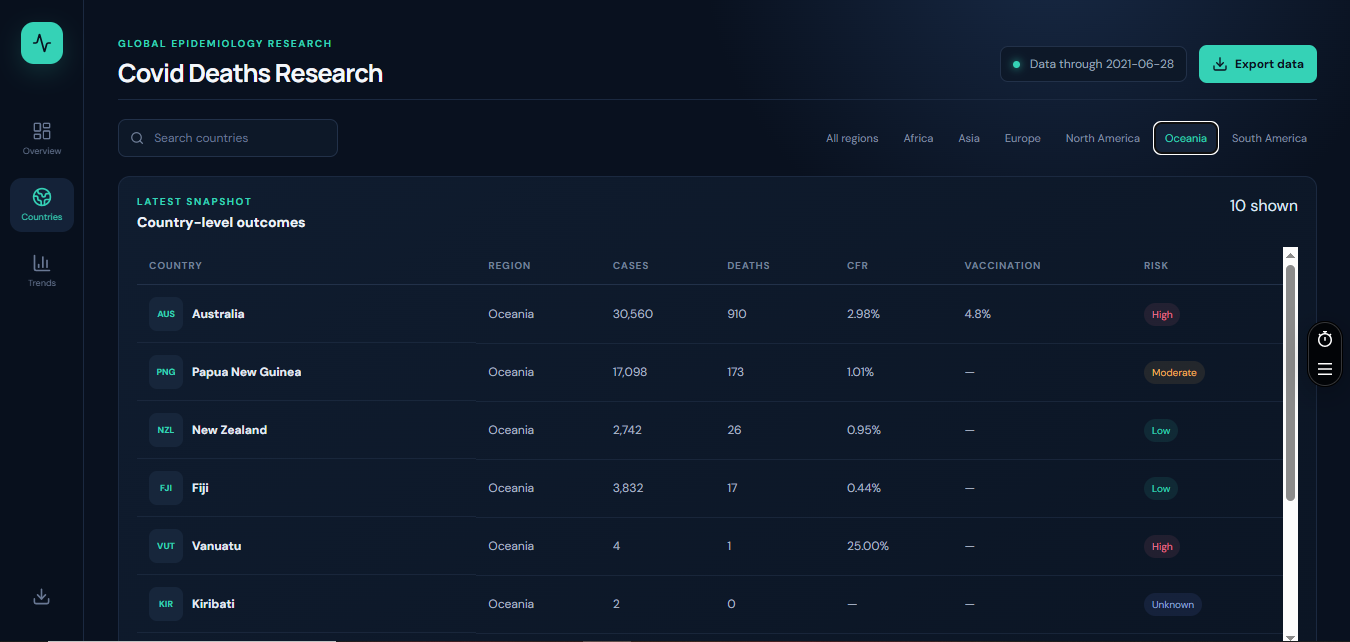 GLOBAL EPIDEMIOLOGY RESEARCH
Covid Deaths Research
Data through 2021-06-28
Export data
Overview
Countries
Trends
Search countries
All regions Africa Asia Europe North America Oceania South America
LATEST SNAPSHOT
Country-level outcomes
10 shown
COUNTRY REGION CASES DEATHS CFR VACCINATION RISK
AUS Australia Oceania 30,560 910 2.98% 4.8% High
PNG Papua New Guinea Oceania 17,098 173 1.01% — Moderate
NZL New Zealand Oceania 2,742 26 0.95% — Low
FJI Fiji Oceania 3,832 17 0.44% — Low
VUT Vanuatu Oceania 4 1 25.00% — High
KIR Kiribati Oceania 2 0 — — Unknown